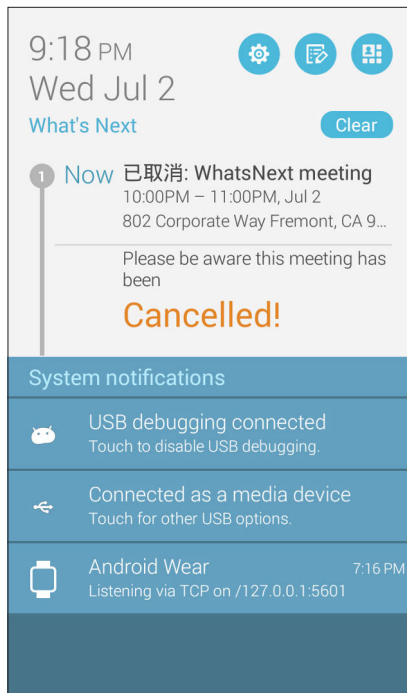 9:18 PM
Wed Jul 2
What's Next
Clear
1
Now 已取消: WhatsNext meeting
10:00PM – 11:00PM, Jul 2
802 Corporate Way Fremont, CA 9...
Please be aware this meeting has
been
Cancelled!
System notifications
USB debugging connected
Touch to disable USB debugging.
Connected as a media device
Touch for other USB options.
Android Wear 7:16 PM
Listening via TCP on /127.0.0.1:5601